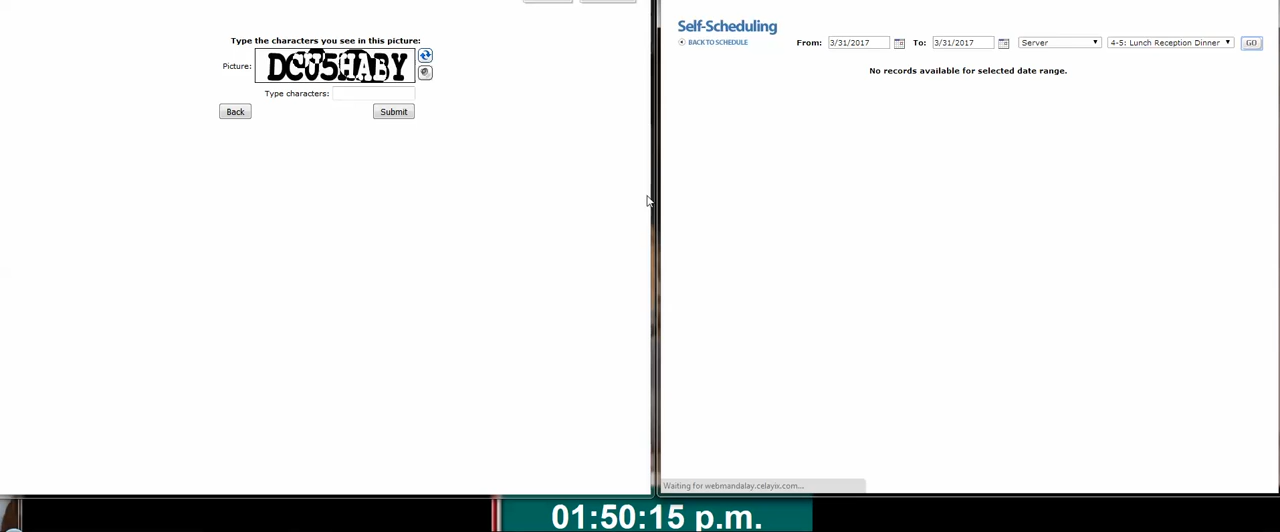 Type the characters you see in this picture:
Picture:
Type characters:
Back Submit
Self-Scheduling
BACK TO SCHEDULE
From: 3/31/2017 To: 3/31/2017 Server 4-5: Lunch Reception Dinner GO
No records available for selected date range.
Waiting for webmandalay.celayix.com...
01:50:15 p.m.